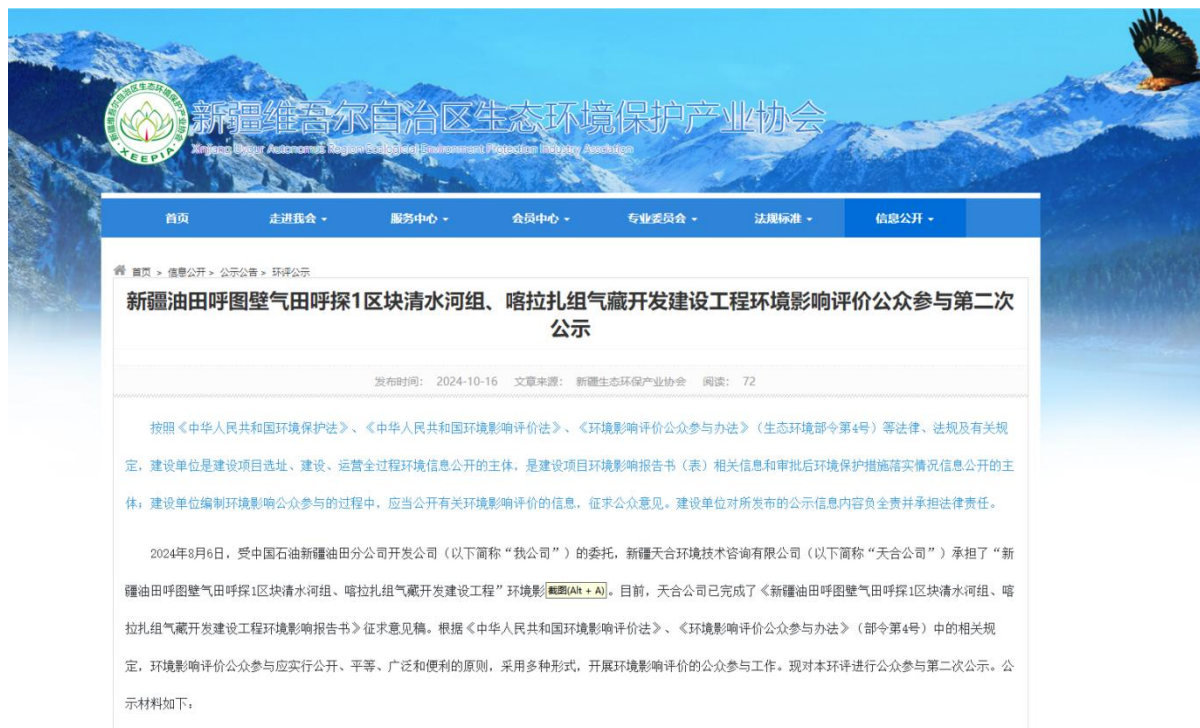 新疆维吾尔自治区生态环境保护产业协会
Xinjiang Uygur Autonomous Region Ecological Environment Protection Industry Association
新疆维吾尔自治区生态环境保护产业协会
XEEPIA
首页 走进我会 服务中心 会员中心 专业委员会 法规标准 信息公开
首页 > 信息公开 > 公示公告 > 环评公示
新疆油田呼图壁气田呼探1区块清水河组、喀拉扎组气藏开发建设工程环境影响评价公众参与第二次
公示
发布时间： 2024-10-16 文章来源： 新疆生态环保产业协会 阅读： 72
按照《中华人民共和国环境保护法》、《中华人民共和国环境影响评价法》、《环境影响评价公众参与办法》（生态环境部令第4号）等法律、法规及有关规
定，建设单位是建设项目选址、建设、运营全过程环境信息公开的主体，是建设项目环境影响报告书（表）相关信息和审批后环境保护措施落实情况信息公开的主
体；建设单位编制环境影响公众参与的过程中，应当公开有关环境影响评价的信息，征求公众意见。建设单位对所发布的公示信息内容负全责并承担法律责任。
2024年8月6日，受中国石油新疆油田分公司开发公司（以下简称“我公司”）的委托，新疆天合环境技术咨询有限公司（以下简称“天合公司”）承担了“新
疆油田呼图壁气田呼探1区块清水河组、喀拉扎组气藏开发建设工程”环境影 截图(Alt + A) 。目前，天合公司已完成了《新疆油田呼图壁气田呼探1区块清水河组、喀
拉扎组气藏开发建设工程环境影响报告书》征求意见稿。根据《中华人民共和国环境影响评价法》、《环境影响评价公众参与办法》（部令第4号）中的相关规
定，环境影响评价公众参与应实行公开、平等、广泛和便利的原则，采用多种形式，开展环境影响评价的公众参与工作。现对本环评进行公众参与第二次公示。公
示材料如下：